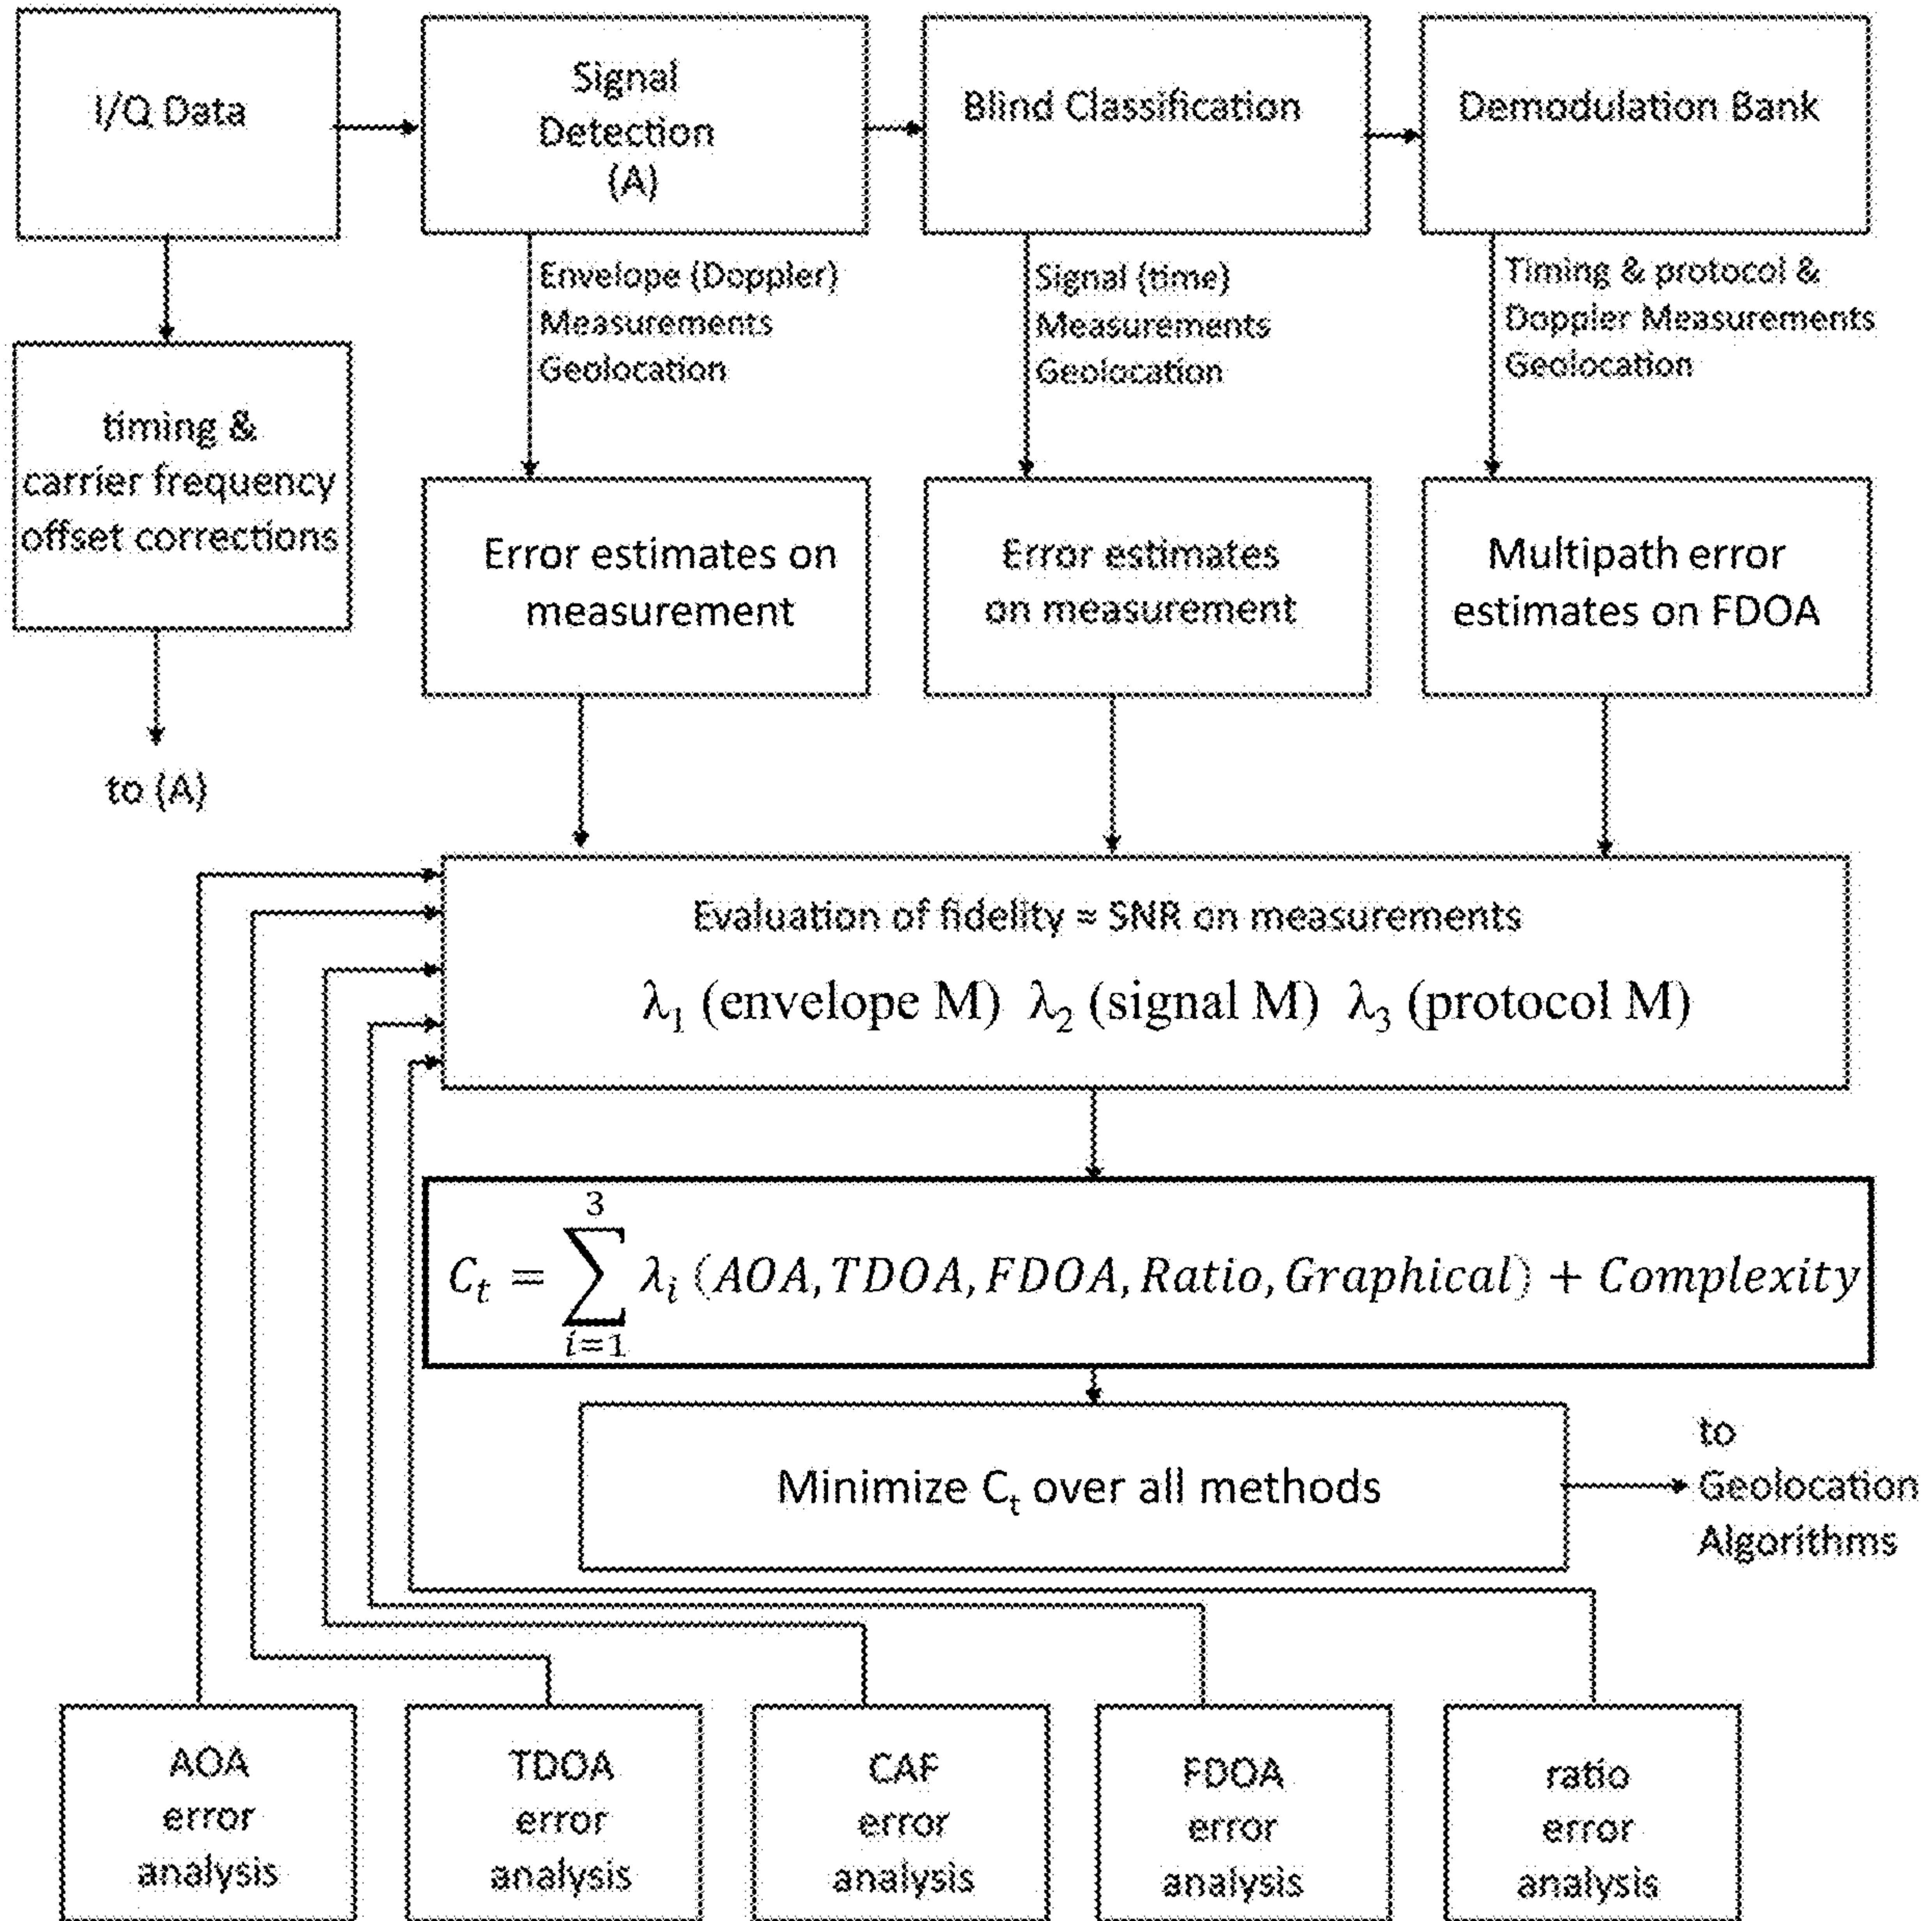 I/Q Data
Signal
Detection
(A)
Blind Classification
Demodulation Bank
Envelope (Doppler)
Measurements
Geolocation
Signal (time)
Measurements
Geolocation
Timing & protocol &
Doppler Measurements
Geolocation
timing &
carrier frequency
offset corrections
Error estimates on
measurement
Error estimates
on measurement
Multipath error
estimates on FDOA
to (A)
Evaluation of fidelity = SNR on measurements
λ₁ (envelope M) λ₂ (signal M) λ₃ (protocol M)
C_t = ∑_{i=1}^{3} λ_i (AOA, TDOA, FDOA, Ratio, Graphical) + Complexity
Minimize C_t over all methods
to
Geolocation
Algorithms
AOA
error
analysis
TDOA
error
analysis
CAF
error
analysis
FDOA
error
analysis
ratio
error
analysis